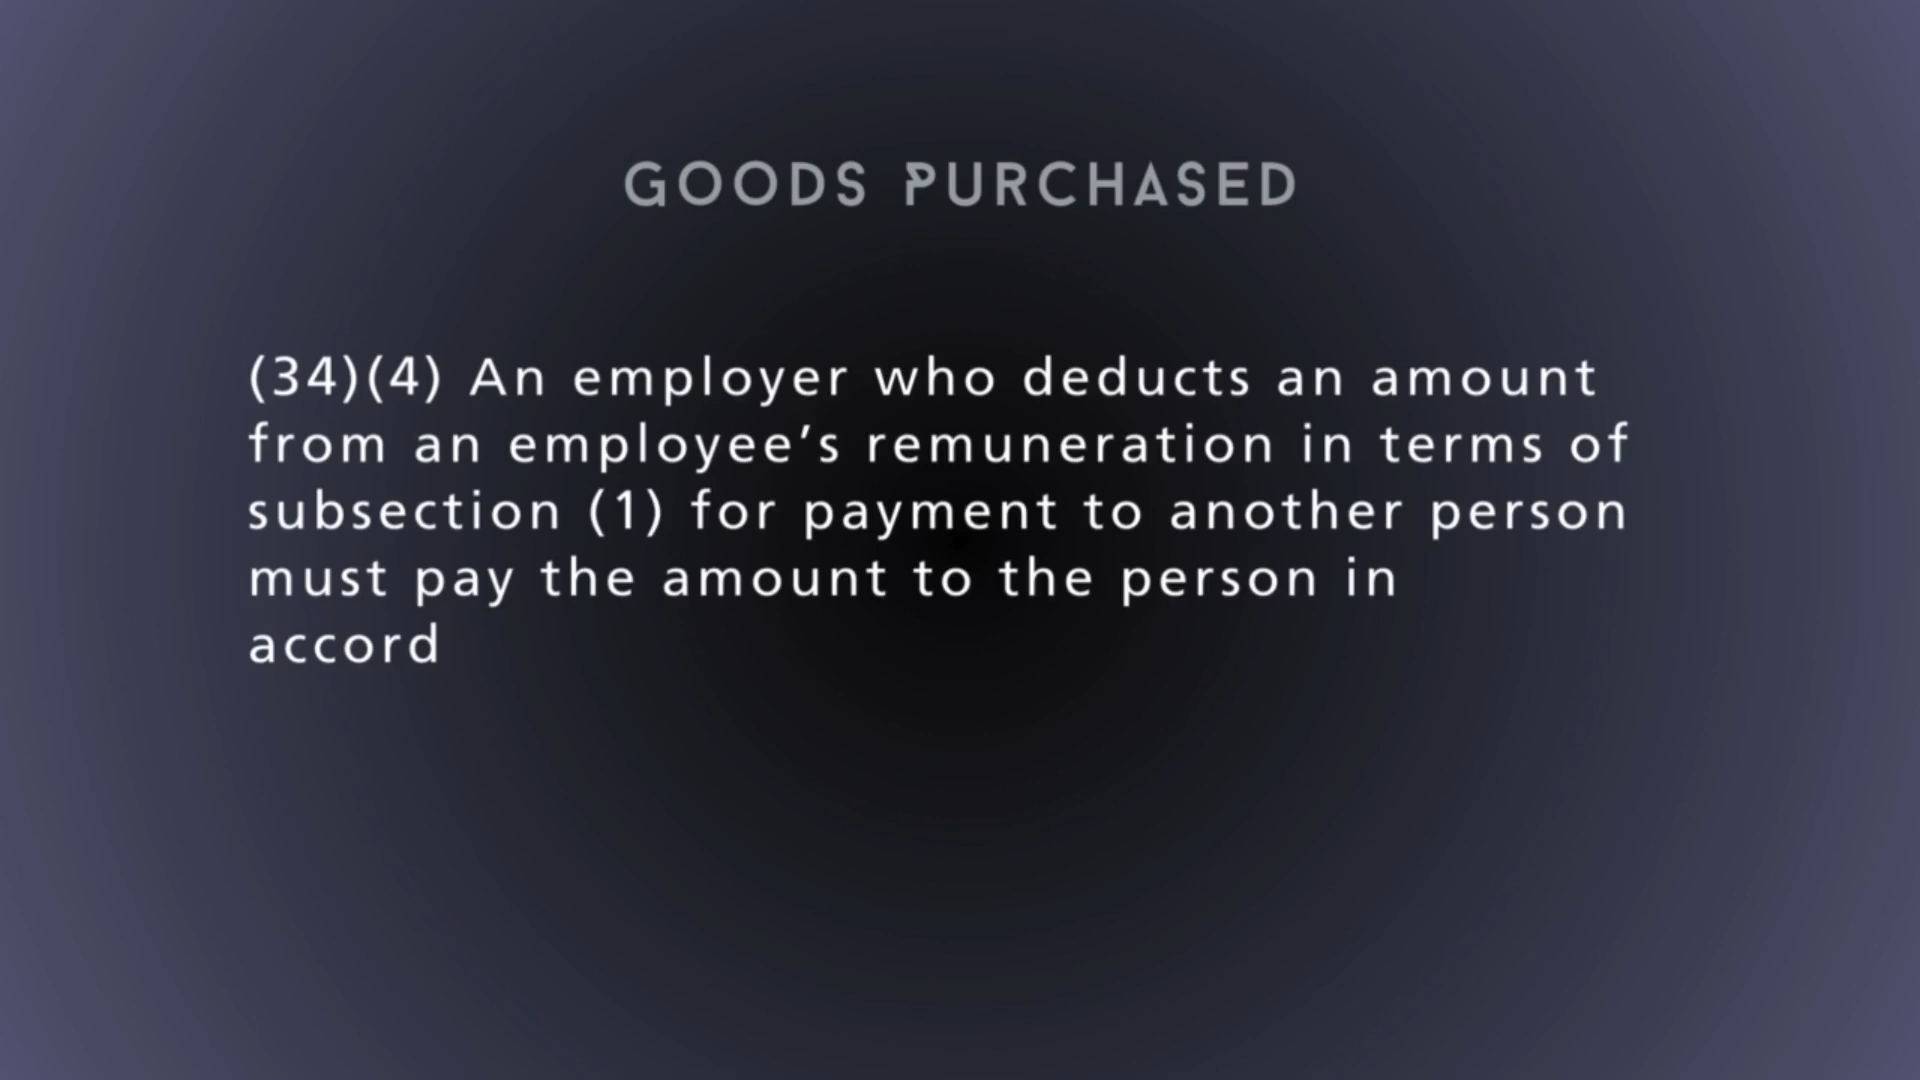 GOODS PURCHASED
(34)(4) An employer who deducts an amount
from an employee’s remuneration in terms of
subsection (1) for payment to another person
must pay the amount to the person in
accord